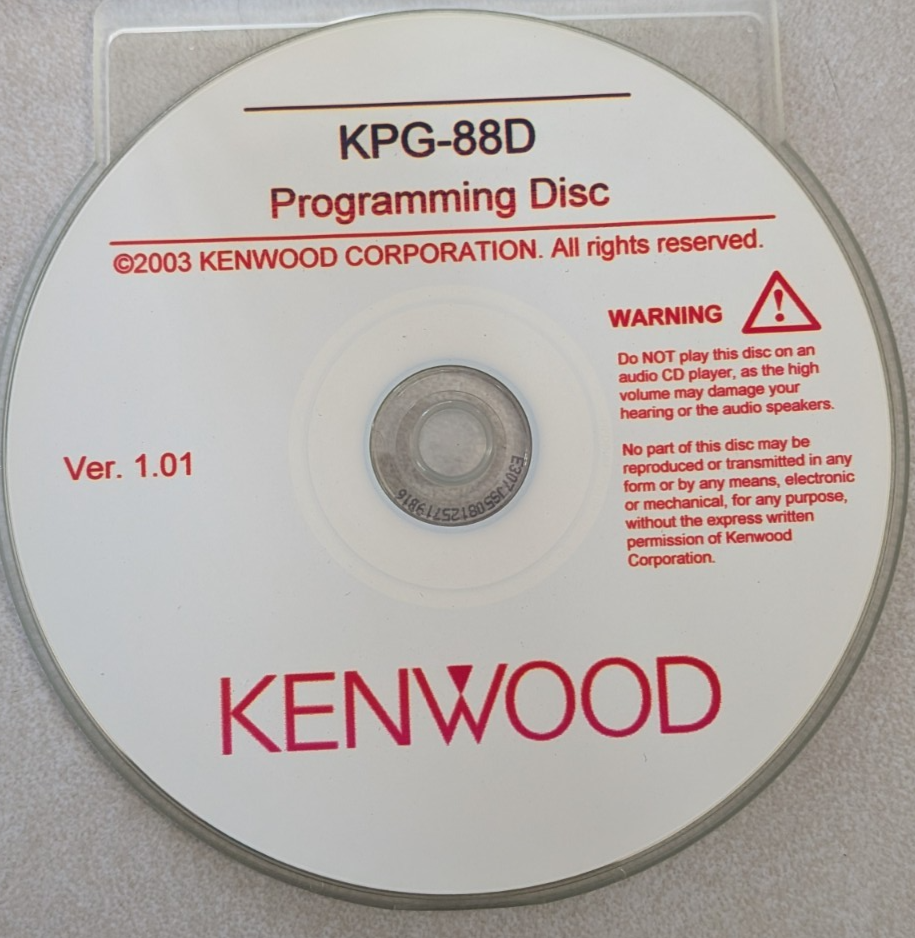 KPG-88D
Programming Disc
©2003 KENWOOD CORPORATION. All rights reserved.
WARNING
Do NOT play this disc on an
audio CD player, as the high
volume may damage your
hearing or the audio speakers.
No part of this disc may be
reproduced or transmitted in any
form or by any means, electronic
or mechanical, for any purpose,
without the express written
permission of Kenwood
Corporation.
Ver. 1.01
KENWOOD